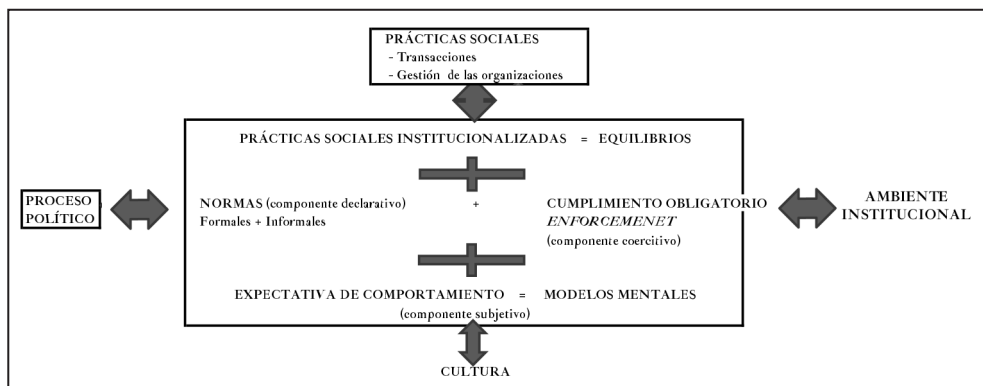 PRÁCTICAS SOCIALES
- Transacciones
- Gestión de las organizaciones
PRÁCTICAS SOCIALES INSTITUCIONALIZADAS = EQUILIBRIOS
PROCESO
POLÍTICO
NORMAS (componente declarativo)
Formales + Informales
+
CUMPLIMIENTO OBLIGATORIO
ENFORCEMENET
(componente coercitivo)
AMBIENTE
INSTITUCIONAL
EXPECTATIVA DE COMPORTAMIENTO = MODELOS MENTALES
(componente subjetivo)
CULTURA